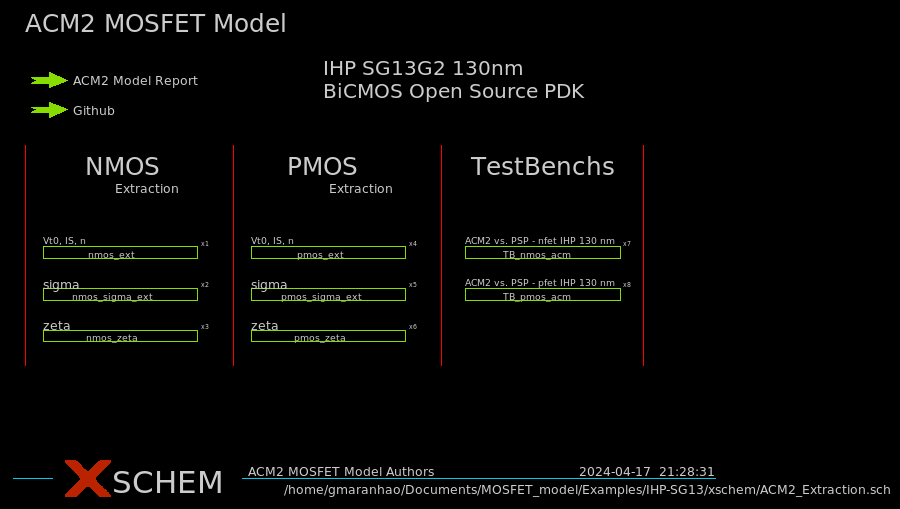 ACM2 MOSFET Model
IHP SG13G2 130nm
BiCMOS Open Source PDK
ACM2 Model Report
Github
NMOS
Extraction
Vt0, IS, n
x1
nmos_ext
sigma
x2
nmos_sigma_ext
zeta
x3
nmos_zeta
PMOS
Extraction
Vt0, IS, n
x4
pmos_ext
sigma
x5
pmos_sigma_ext
zeta
x6
pmos_zeta
TestBenchs
ACM2 vs. PSP - nfet IHP 130 nm
x7
TB_nmos_acm
ACM2 vs. PSP - pfet IHP 130 nm
x8
TB_pmos_acm
XSCHEM
ACM2 MOSFET Model Authors
2024-04-17 21:28:31
/home/gmaranhao/Documents/MOSFET_model/Examples/IHP-SG13/xschem/ACM2_Extraction.sch